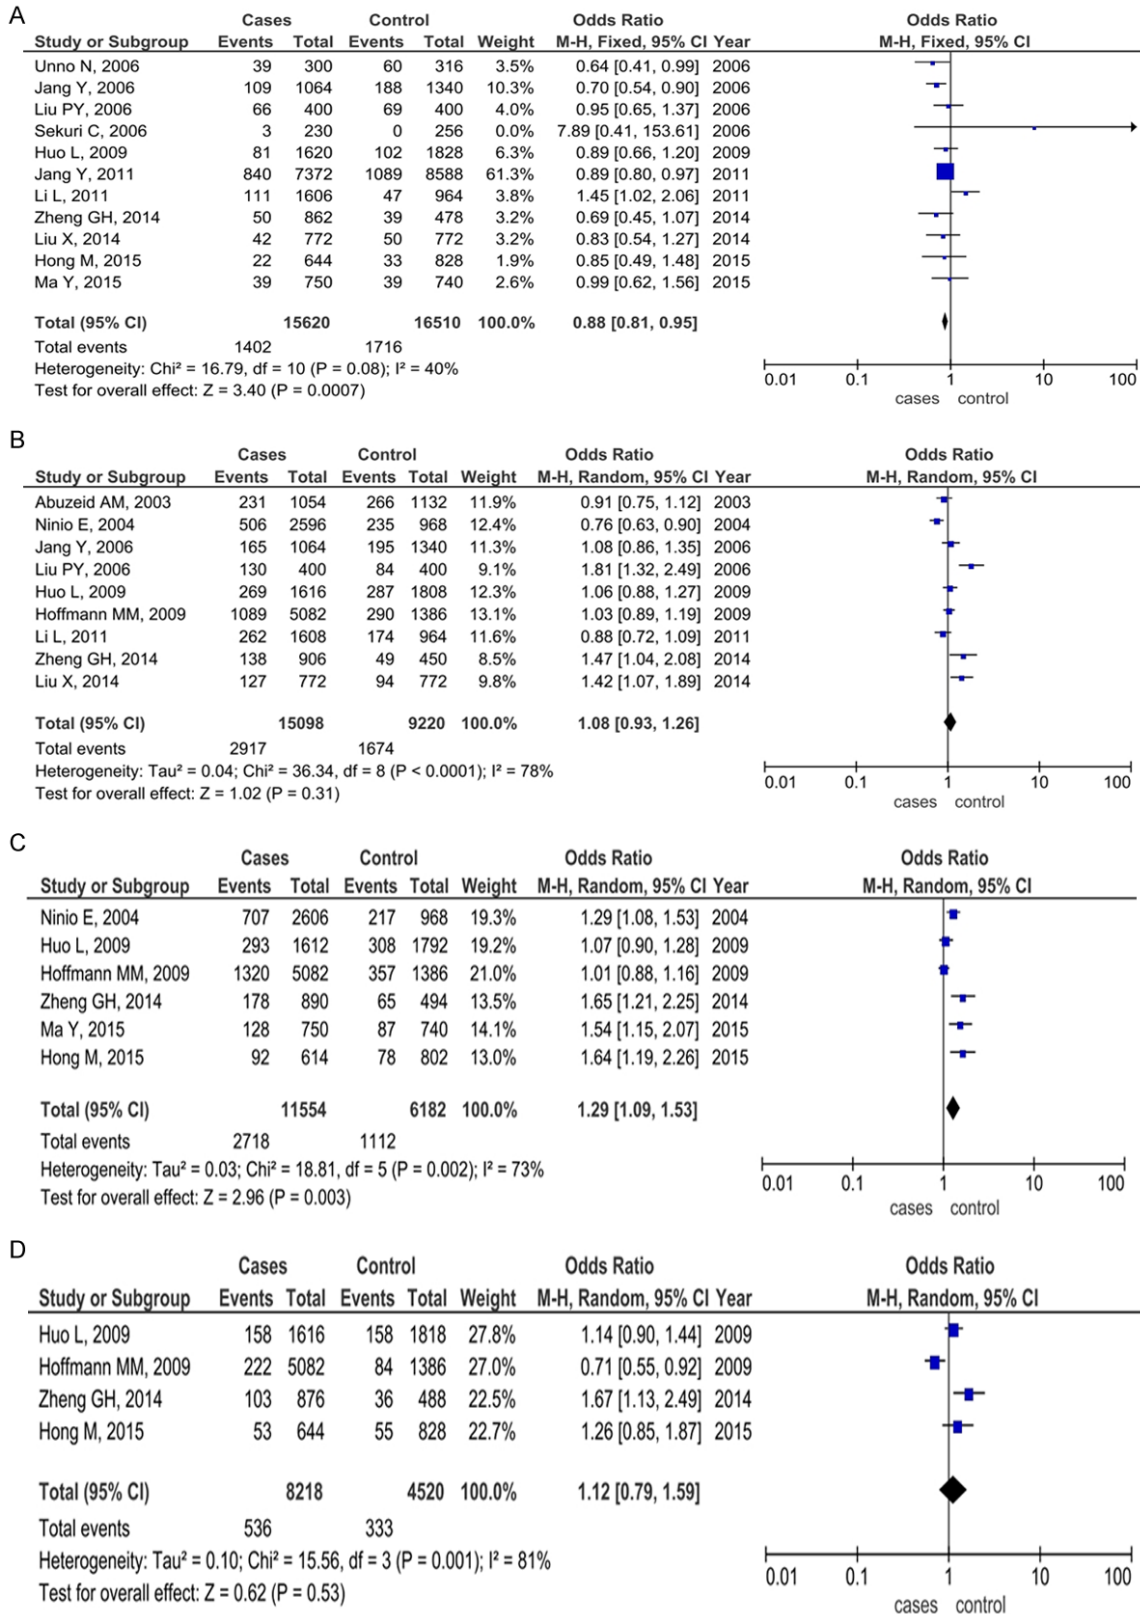 A
Cases Control Odds Ratio Odds Ratio
Study or Subgroup Events Total Events Total Weight M-H, Fixed, 95% CI Year M-H, Fixed, 95% CI
Unno N, 2006 39 300 60 316 3.5% 0.64 [0.41, 0.99] 2006
Jang Y, 2006 109 1064 188 1340 10.3% 0.70 [0.54, 0.90] 2006
Liu PY, 2006 66 400 69 400 4.0% 0.95 [0.65, 1.37] 2006
Sekuri C, 2006 3 230 0 256 0.0% 7.89 [0.41, 153.61] 2006
Huo L, 2009 81 1620 102 1828 6.3% 0.89 [0.66, 1.20] 2009
Jang Y, 2011 840 7372 1089 8588 61.3% 0.89 [0.80, 0.97] 2011
Li L, 2011 111 1606 47 964 3.8% 1.45 [1.02, 2.06] 2011
Zheng GH, 2014 50 862 39 478 3.2% 0.69 [0.45, 1.07] 2014
Liu X, 2014 42 772 50 772 3.2% 0.83 [0.54, 1.27] 2014
Hong M, 2015 22 644 33 828 1.9% 0.85 [0.49, 1.48] 2015
Ma Y, 2015 39 750 39 740 2.6% 0.99 [0.62, 1.56] 2015
Total (95% CI) 15620 16510 100.0% 0.88 [0.81, 0.95]
Total events 1402 1716
Heterogeneity: Chi² = 16.79, df = 10 (P = 0.08); I² = 40%
Test for overall effect: Z = 3.40 (P = 0.0007)
0.01 0.1 1 10 100
cases control
B
Cases Control Odds Ratio Odds Ratio
Study or Subgroup Events Total Events Total Weight M-H, Random, 95% CI Year M-H, Random, 95% CI
Abuzeid AM, 2003 231 1054 266 1132 11.9% 0.91 [0.75, 1.12] 2003
Ninio E, 2004 506 2596 235 968 12.4% 0.76 [0.63, 0.90] 2004
Jang Y, 2006 165 1064 195 1340 11.3% 1.08 [0.86, 1.35] 2006
Liu PY, 2006 130 400 84 400 9.1% 1.81 [1.32, 2.49] 2006
Huo L, 2009 269 1616 287 1808 12.3% 1.06 [0.88, 1.27] 2009
Hoffmann MM, 2009 1089 5082 290 1386 13.1% 1.03 [0.89, 1.19] 2009
Li L, 2011 262 1608 174 964 11.6% 0.88 [0.72, 1.09] 2011
Zheng GH, 2014 138 906 49 450 8.5% 1.47 [1.04, 2.08] 2014
Liu X, 2014 127 772 94 772 9.8% 1.42 [1.07, 1.89] 2014
Total (95% CI) 15098 9220 100.0% 1.08 [0.93, 1.26]
Total events 2917 1674
Heterogeneity: Tau² = 0.04; Chi² = 36.34, df = 8 (P < 0.0001); I² = 78%
Test for overall effect: Z = 1.02 (P = 0.31)
0.01 0.1 1 10 100
cases control
C
Cases Control Odds Ratio Odds Ratio
Study or Subgroup Events Total Events Total Weight M-H, Random, 95% CI Year M-H, Random, 95% CI
Ninio E, 2004 707 2606 217 968 19.3% 1.29 [1.08, 1.53] 2004
Huo L, 2009 293 1612 308 1792 19.2% 1.07 [0.90, 1.28] 2009
Hoffmann MM, 2009 1320 5082 357 1386 21.0% 1.01 [0.88, 1.16] 2009
Zheng GH, 2014 178 890 65 494 13.5% 1.65 [1.21, 2.25] 2014
Ma Y, 2015 128 750 87 740 14.1% 1.54 [1.15, 2.07] 2015
Hong M, 2015 92 614 78 802 13.0% 1.64 [1.19, 2.26] 2015
Total (95% CI) 11554 6182 100.0% 1.29 [1.09, 1.53]
Total events 2718 1112
Heterogeneity: Tau² = 0.03; Chi² = 18.81, df = 5 (P = 0.002); I² = 73%
Test for overall effect: Z = 2.96 (P = 0.003)
0.01 0.1 1 10 100
cases control
D
Cases Control Odds Ratio Odds Ratio
Study or Subgroup Events Total Events Total Weight M-H, Random, 95% CI Year M-H, Random, 95% CI
Huo L, 2009 158 1616 158 1818 27.8% 1.14 [0.90, 1.44] 2009
Hoffmann MM, 2009 222 5082 84 1386 27.0% 0.71 [0.55, 0.92] 2009
Zheng GH, 2014 103 876 36 488 22.5% 1.67 [1.13, 2.49] 2014
Hong M, 2015 53 644 55 828 22.7% 1.26 [0.85, 1.87] 2015
Total (95% CI) 8218 4520 100.0% 1.12 [0.79, 1.59]
Total events 536 333
Heterogeneity: Tau² = 0.10; Chi² = 15.56, df = 3 (P = 0.001); I² = 81%
Test for overall effect: Z = 0.62 (P = 0.53)
0.01 0.1 1 10 100
cases control